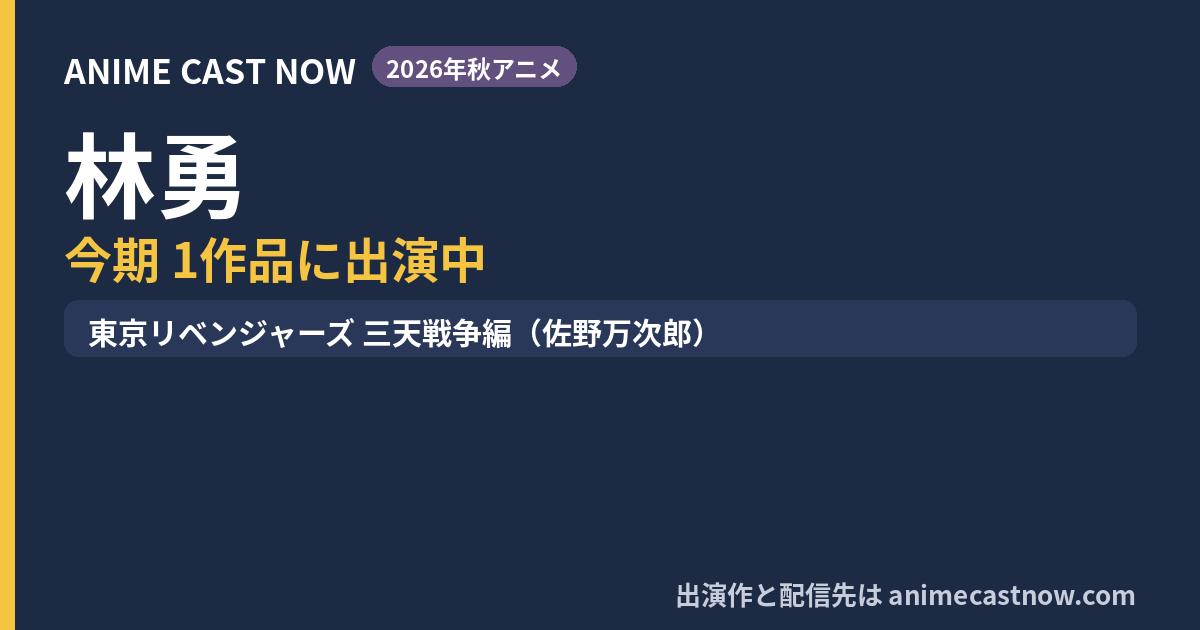 ANIME CAST NOW 2026年秋アニメ
林勇
今期 1作品に出演中
東京リベンジャーズ 三天戦争編（佐野万次郎）
出演作と配信先は animecastnow.com